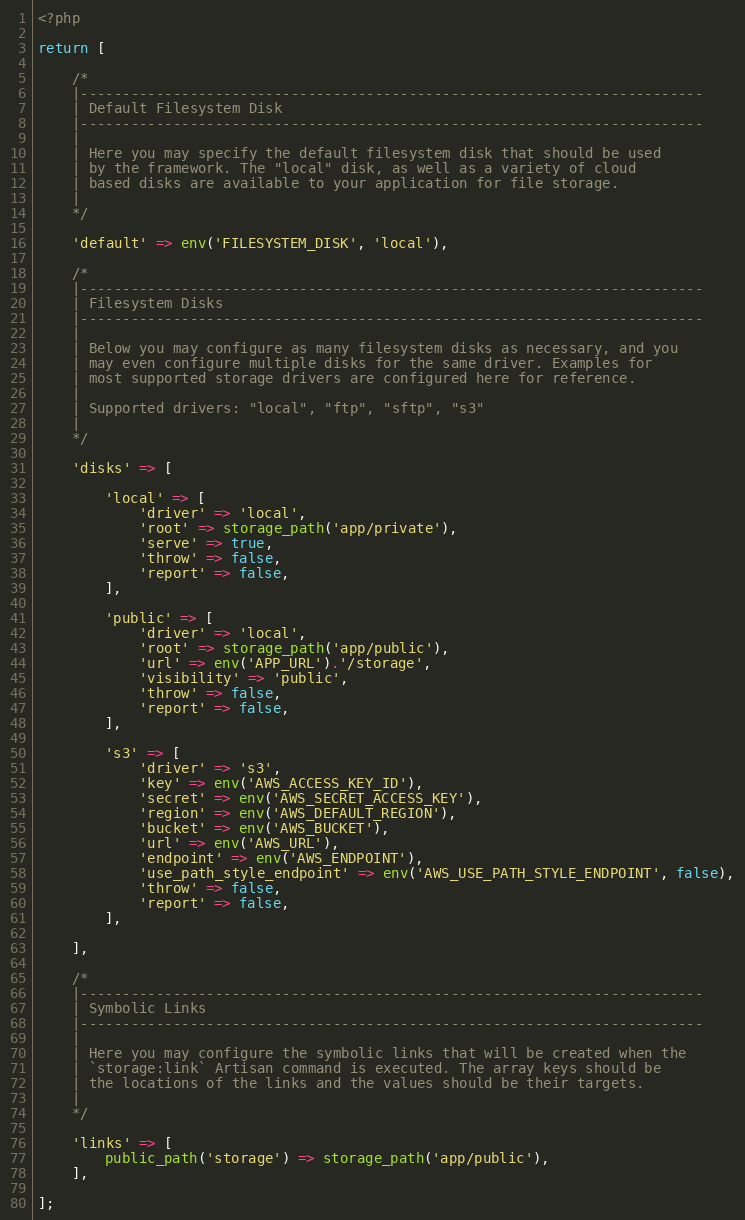 1 <?php
2
3 return [
4
5     /*
6     |--------------------------------------------------------------------------
7     | Default Filesystem Disk
8     |--------------------------------------------------------------------------
9     |
10     | Here you may specify the default filesystem disk that should be used
11     | by the framework. The "local" disk, as well as a variety of cloud
12     | based disks are available to your application for file storage.
13     |
14     */
15
16     'default' => env('FILESYSTEM_DISK', 'local'),
17
18     /*
19     |--------------------------------------------------------------------------
20     | Filesystem Disks
21     |--------------------------------------------------------------------------
22     |
23     | Below you may configure as many filesystem disks as necessary, and you
24     | may even configure multiple disks for the same driver. Examples for
25     | most supported storage drivers are configured here for reference.
26     |
27     | Supported drivers: "local", "ftp", "sftp", "s3"
28     |
29     */
30
31     'disks' => [
32
33         'local' => [
34             'driver' => 'local',
35             'root' => storage_path('app/private'),
36             'serve' => true,
37             'throw' => false,
38             'report' => false,
39         ],
40
41         'public' => [
42             'driver' => 'local',
43             'root' => storage_path('app/public'),
44             'url' => env('APP_URL').'/storage',
45             'visibility' => 'public',
46             'throw' => false,
47             'report' => false,
48         ],
49
50         's3' => [
51             'driver' => 's3',
52             'key' => env('AWS_ACCESS_KEY_ID'),
53             'secret' => env('AWS_SECRET_ACCESS_KEY'),
54             'region' => env('AWS_DEFAULT_REGION'),
55             'bucket' => env('AWS_BUCKET'),
56             'url' => env('AWS_URL'),
57             'endpoint' => env('AWS_ENDPOINT'),
58             'use_path_style_endpoint' => env('AWS_USE_PATH_STYLE_ENDPOINT', false),
59             'throw' => false,
60             'report' => false,
61         ],
62
63     ],
64
65     /*
66     |--------------------------------------------------------------------------
67     | Symbolic Links
68     |--------------------------------------------------------------------------
69     |
70     | Here you may configure the symbolic links that will be created when the
71     | `storage:link` Artisan command is executed. The array keys should be
72     | the locations of the links and the values should be their targets.
73     |
74     */
75
76     'links' => [
77         public_path('storage') => storage_path('app/public'),
78     ],
79
80 ];